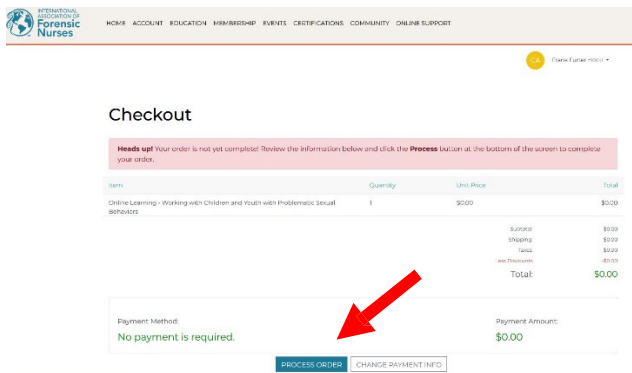 INTERNATIONAL
ASSOCIATION OF
Forensic
Nurses
HOME ACCOUNT EDUCATION MEMBERSHIP EVENTS CERTIFICATIONS COMMUNITY ONLINE SUPPORT
CA Frank Furter
Checkout
Heads up! Your order is not yet complete! Review the information below and click the Process button at the bottom of the screen to complete
your order.
Item Quantity Unit Price Total
Online Learning - Working with Children and Youth with Problematic Sexual
Behaviors 1 $0.00 $0.00
Subtotal: $0.00
Shipping: $0.00
Taxes: $0.00
Less Discounts: -$0.00
Total: $0.00
Payment Method: Payment Amount:
No payment is required. $0.00
PROCESS ORDER CHANGE PAYMENT INFO